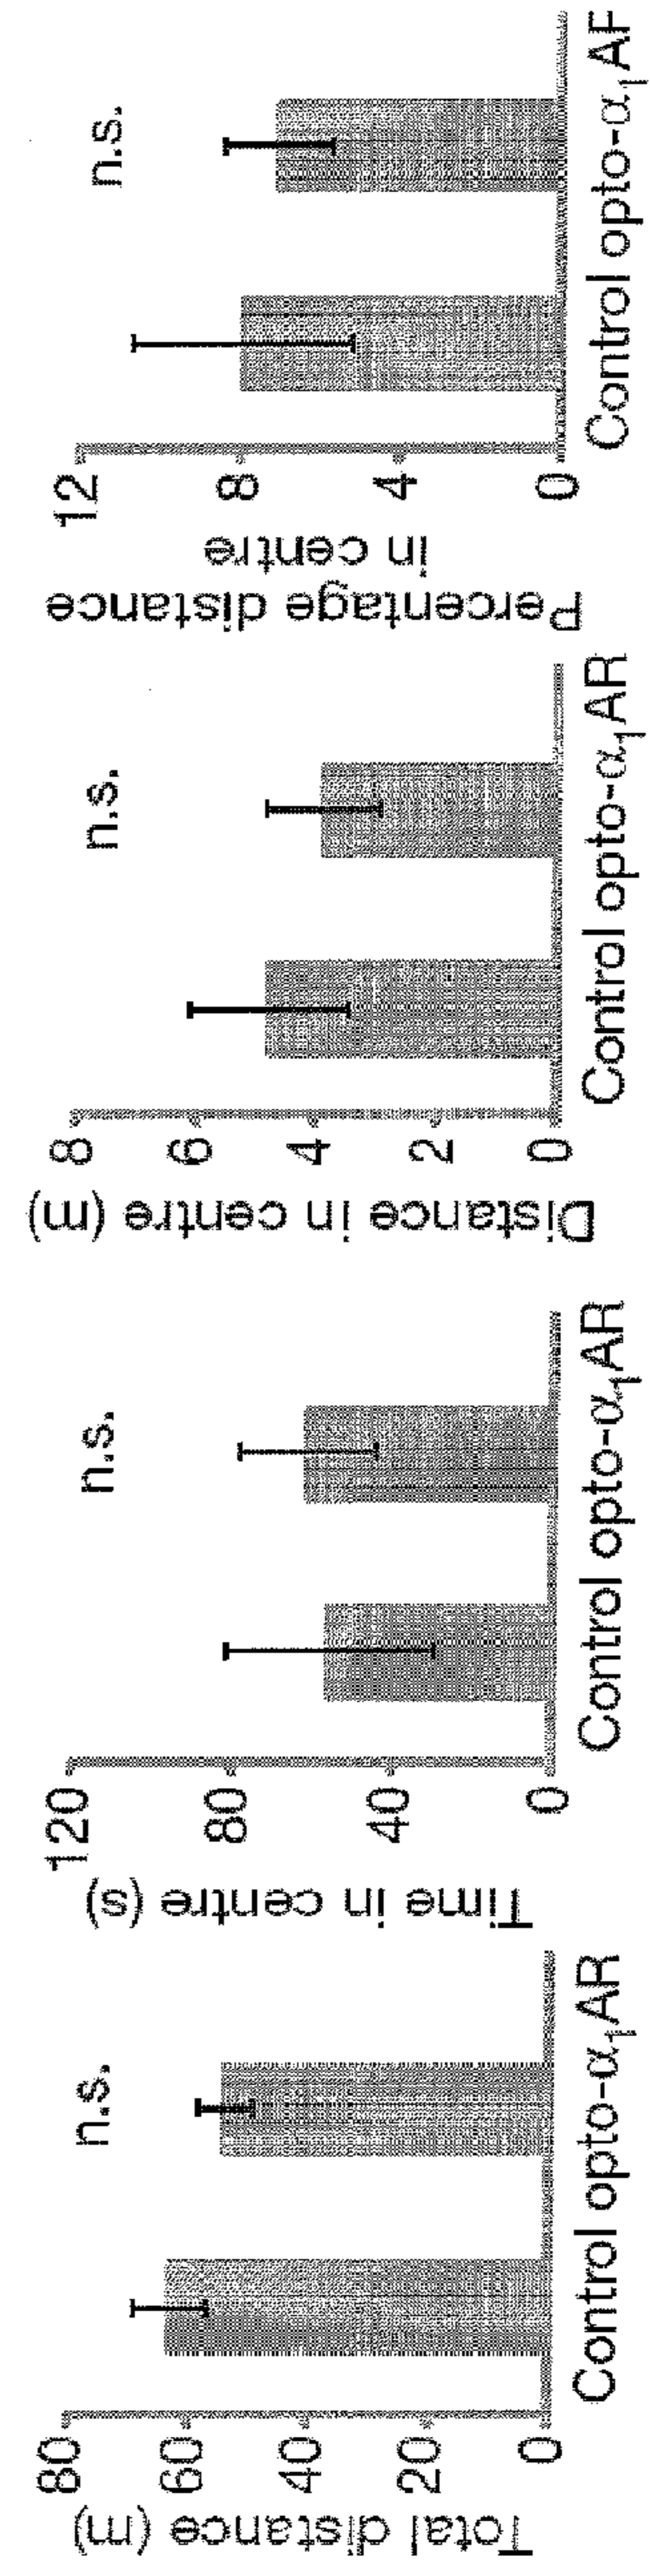 Total distance (m)
80
60
40
20
0
n.s.
Control opto-α₁AR
Time in centre (s)
120
80
40
0
n.s.
Control opto-α₁AR
Distance in centre (m)
8
6
4
2
0
n.s.
Control opto-α₁AR
Percentage distance
in centre
12
8
4
0
n.s.
Control opto-α₁AF